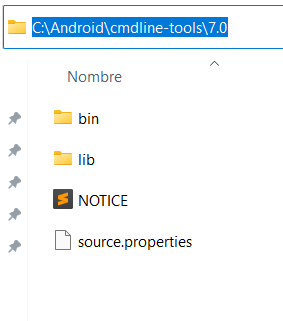 C:\Android\cmdline-tools\7.0
Nombre
bin
lib
NOTICE
source.properties